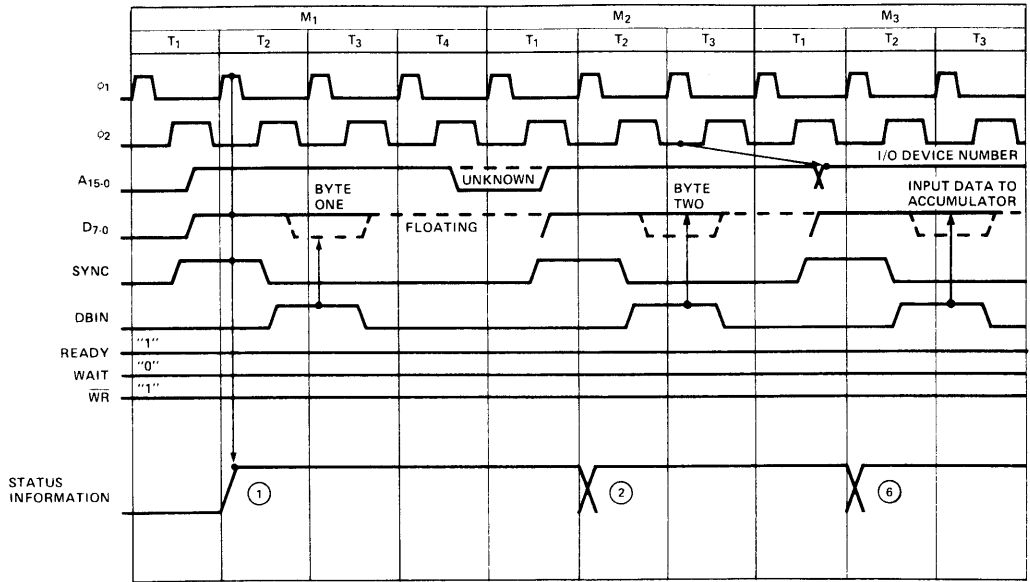 M1 M2 M3
T1 T2 T3 T4 T1 T2 T3 T1 T2 T3
φ1
φ2
I/O DEVICE NUMBER
A15-0
UNKNOWN
BYTE
ONE
BYTE
TWO
INPUT DATA TO
ACCUMULATOR
D7-0
FLOATING
SYNC
DBIN
"1"
READY
"0"
WAIT
"1"
WR
STATUS
INFORMATION
1 2 6